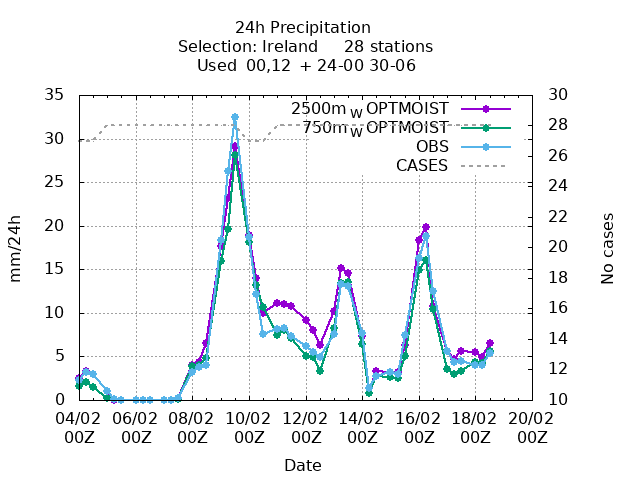 24h Precipitation
Selection: Ireland 28 stations
Used 00,12 + 24-00 30-06
35 30
30 28
25 26
20 24
15 22
10 20
5 18
0 16
14
12
10
2500m_W OPTMOIST
750m_W OPTMOIST
OBS
CASES
mm/24h
No cases
04/02 06/02 08/02 10/02 12/02 14/02 16/02 18/02 20/02
00Z 00Z 00Z 00Z 00Z 00Z 00Z 00Z 00Z
Date